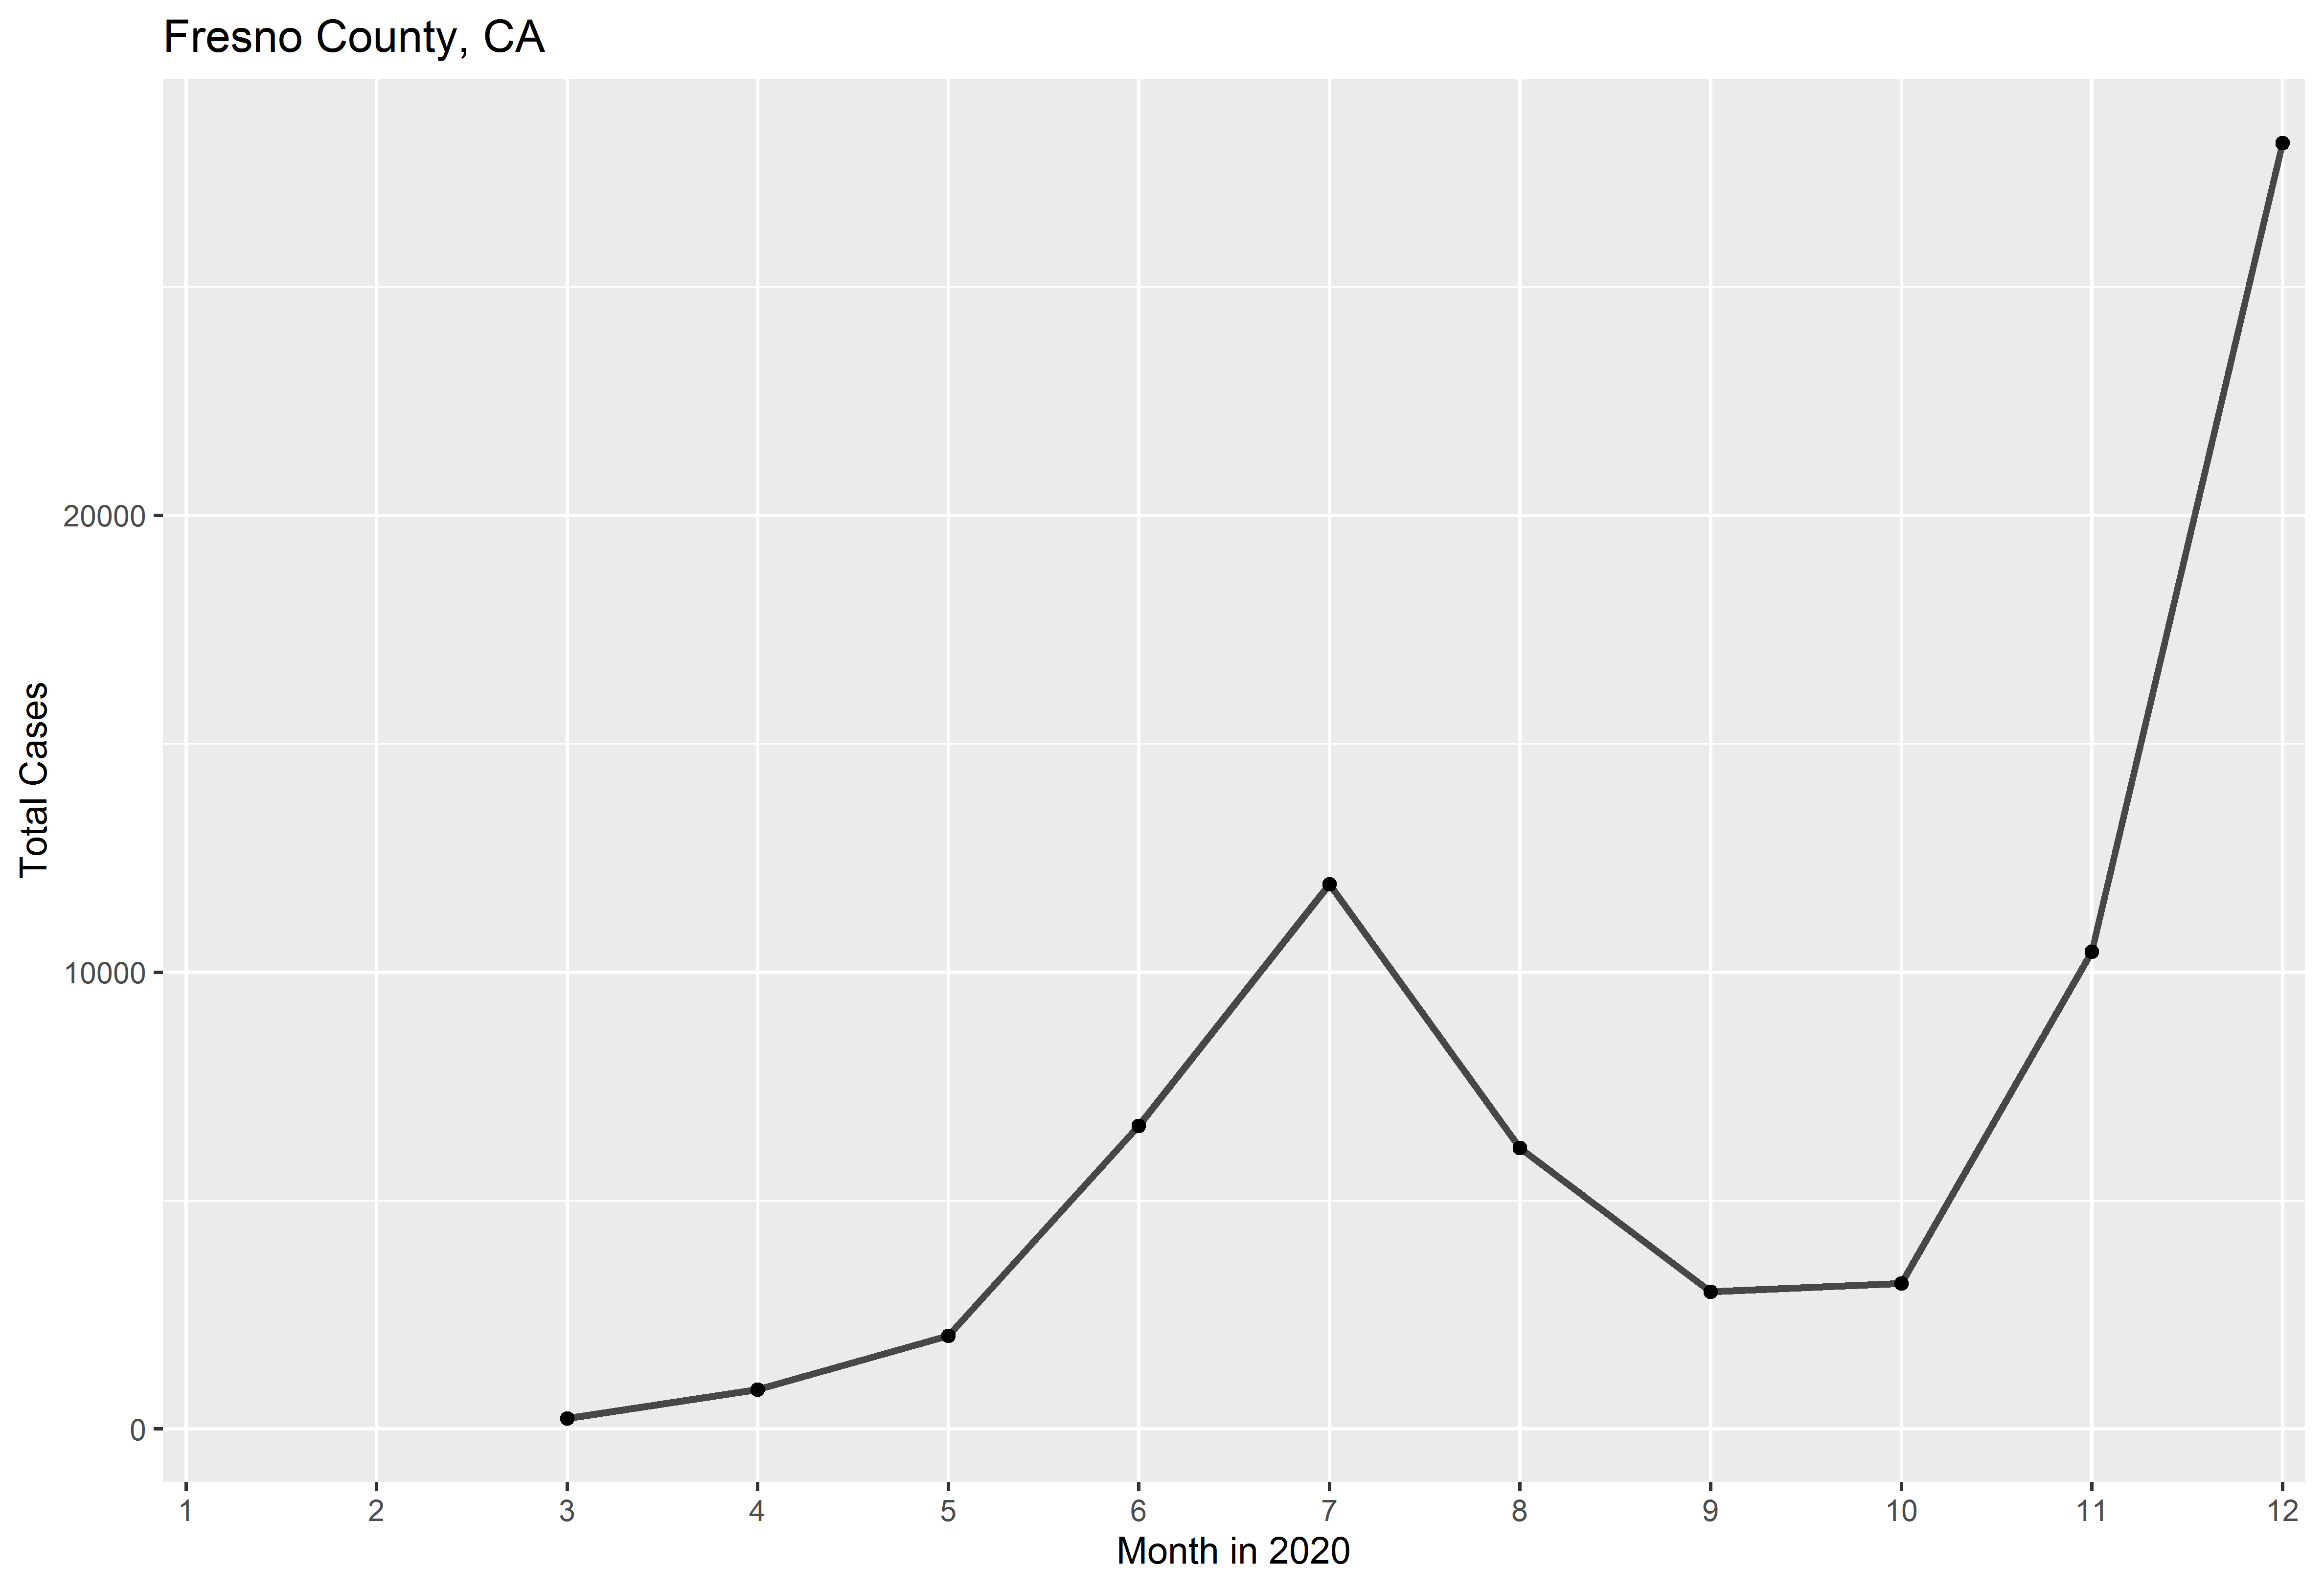 Fresno County, CA
Total Cases
20000
10000
0
1 2 3 4 5 6 7 8 9 10 11 12
Month in 2020